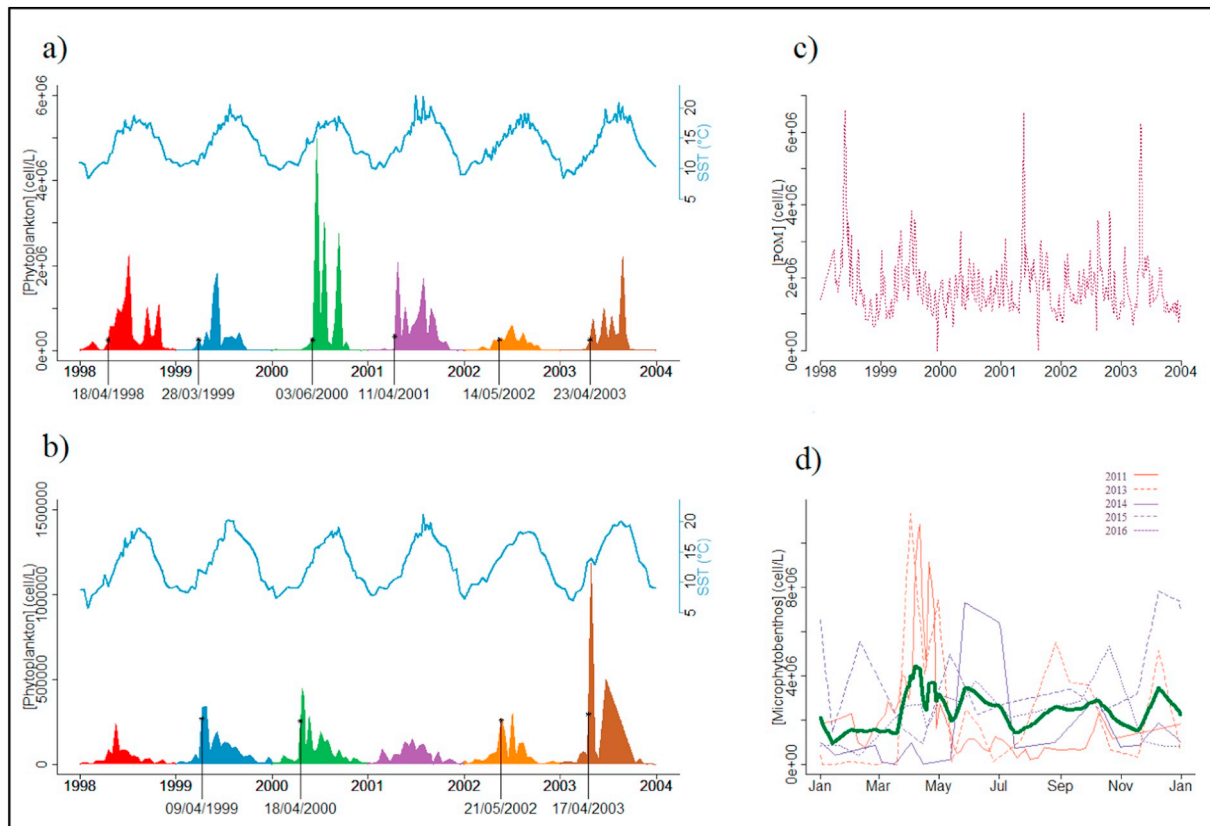 a)
[Phytoplankton] (cell/L)
0e+00 2e+06 4e+06 6e+06
SST (°C)
5 10 15 20
1998 1999 2000 2001 2002 2003 2004
18/04/1998 28/03/1999 03/06/2000 11/04/2001 14/05/2002 23/04/2003
b)
[Phytoplankton] (cell/L)
0 500000 1000000 1500000
SST (°C)
5 10 15 20
1998 1999 2000 2001 2002 2003 2004
09/04/1999 18/04/2000 21/05/2002 17/04/2003
c)
[POM] (cell/L)
0e+00 2e+06 4e+06 6e+06
1998 1999 2000 2001 2002 2003 2004
d)
2011
2013
2014
2015
2016
[Microphytobenthos] (cell/L)
0e+00 4e+06 8e+06
Jan Mar May Jul Sep Nov Jan